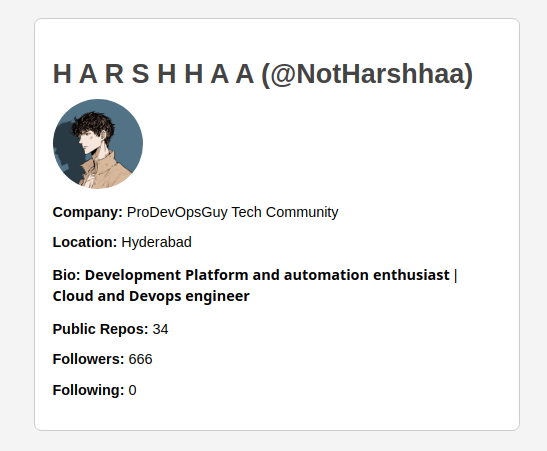 H A R S H H A A (@NotHarshhaa)
Company: ProDevOpsGuy Tech Community
Location: Hyderabad
Bio: Development Platform and automation enthusiast |
Cloud and Devops engineer
Public Repos: 34
Followers: 666
Following: 0